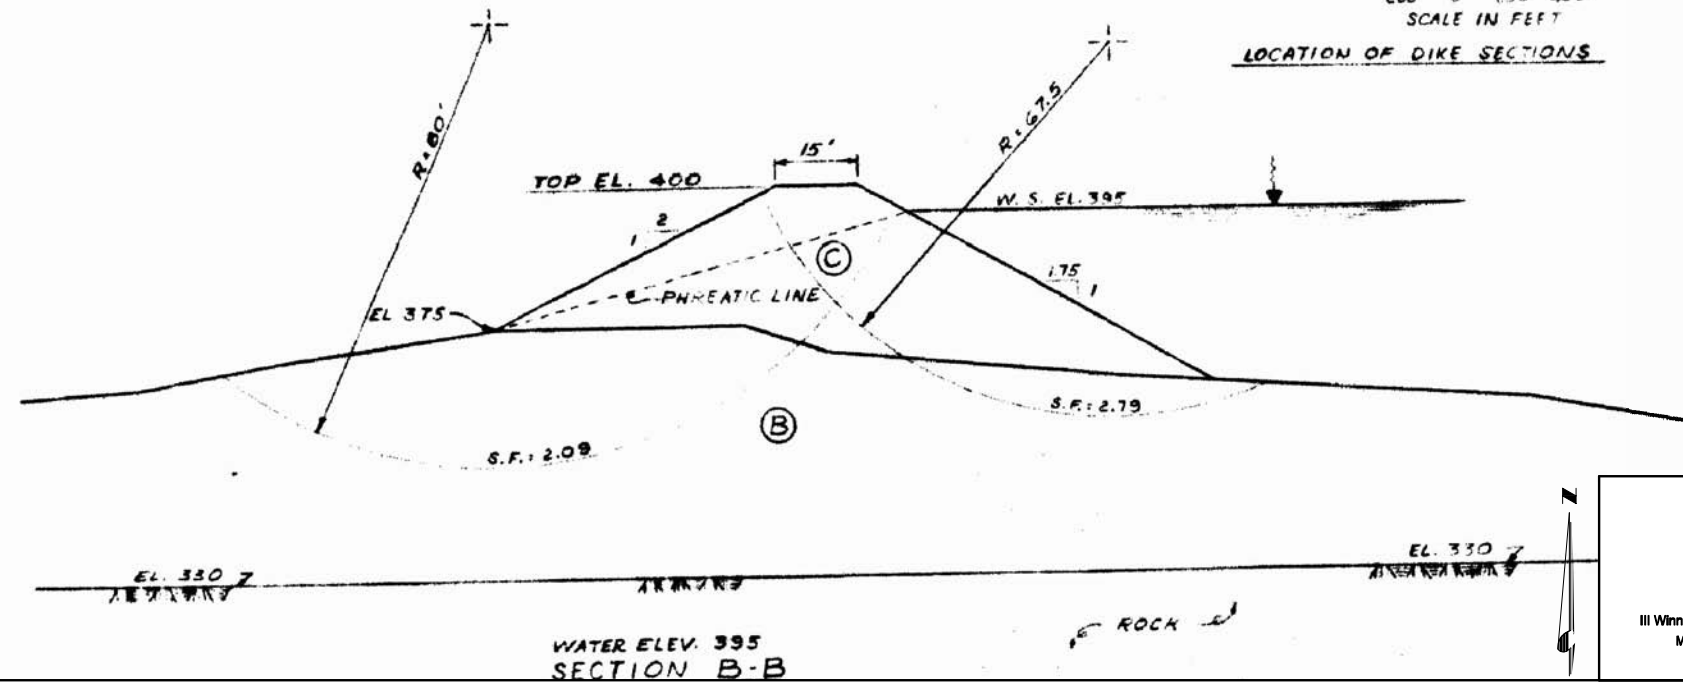 SCALE IN FEET
LOCATION OF DIKE SECTIONS
R=80'
R=67.5
15'
TOP EL. 400
W. S. EL. 395
2
1
C
1.75
1
PHREATIC LINE
EL 375
S.F.= 2.79
B
S.F.= 2.09
EL. 330
EL. 330
ROCK
WATER ELEV. 395
SECTION B-B
III Winn
M